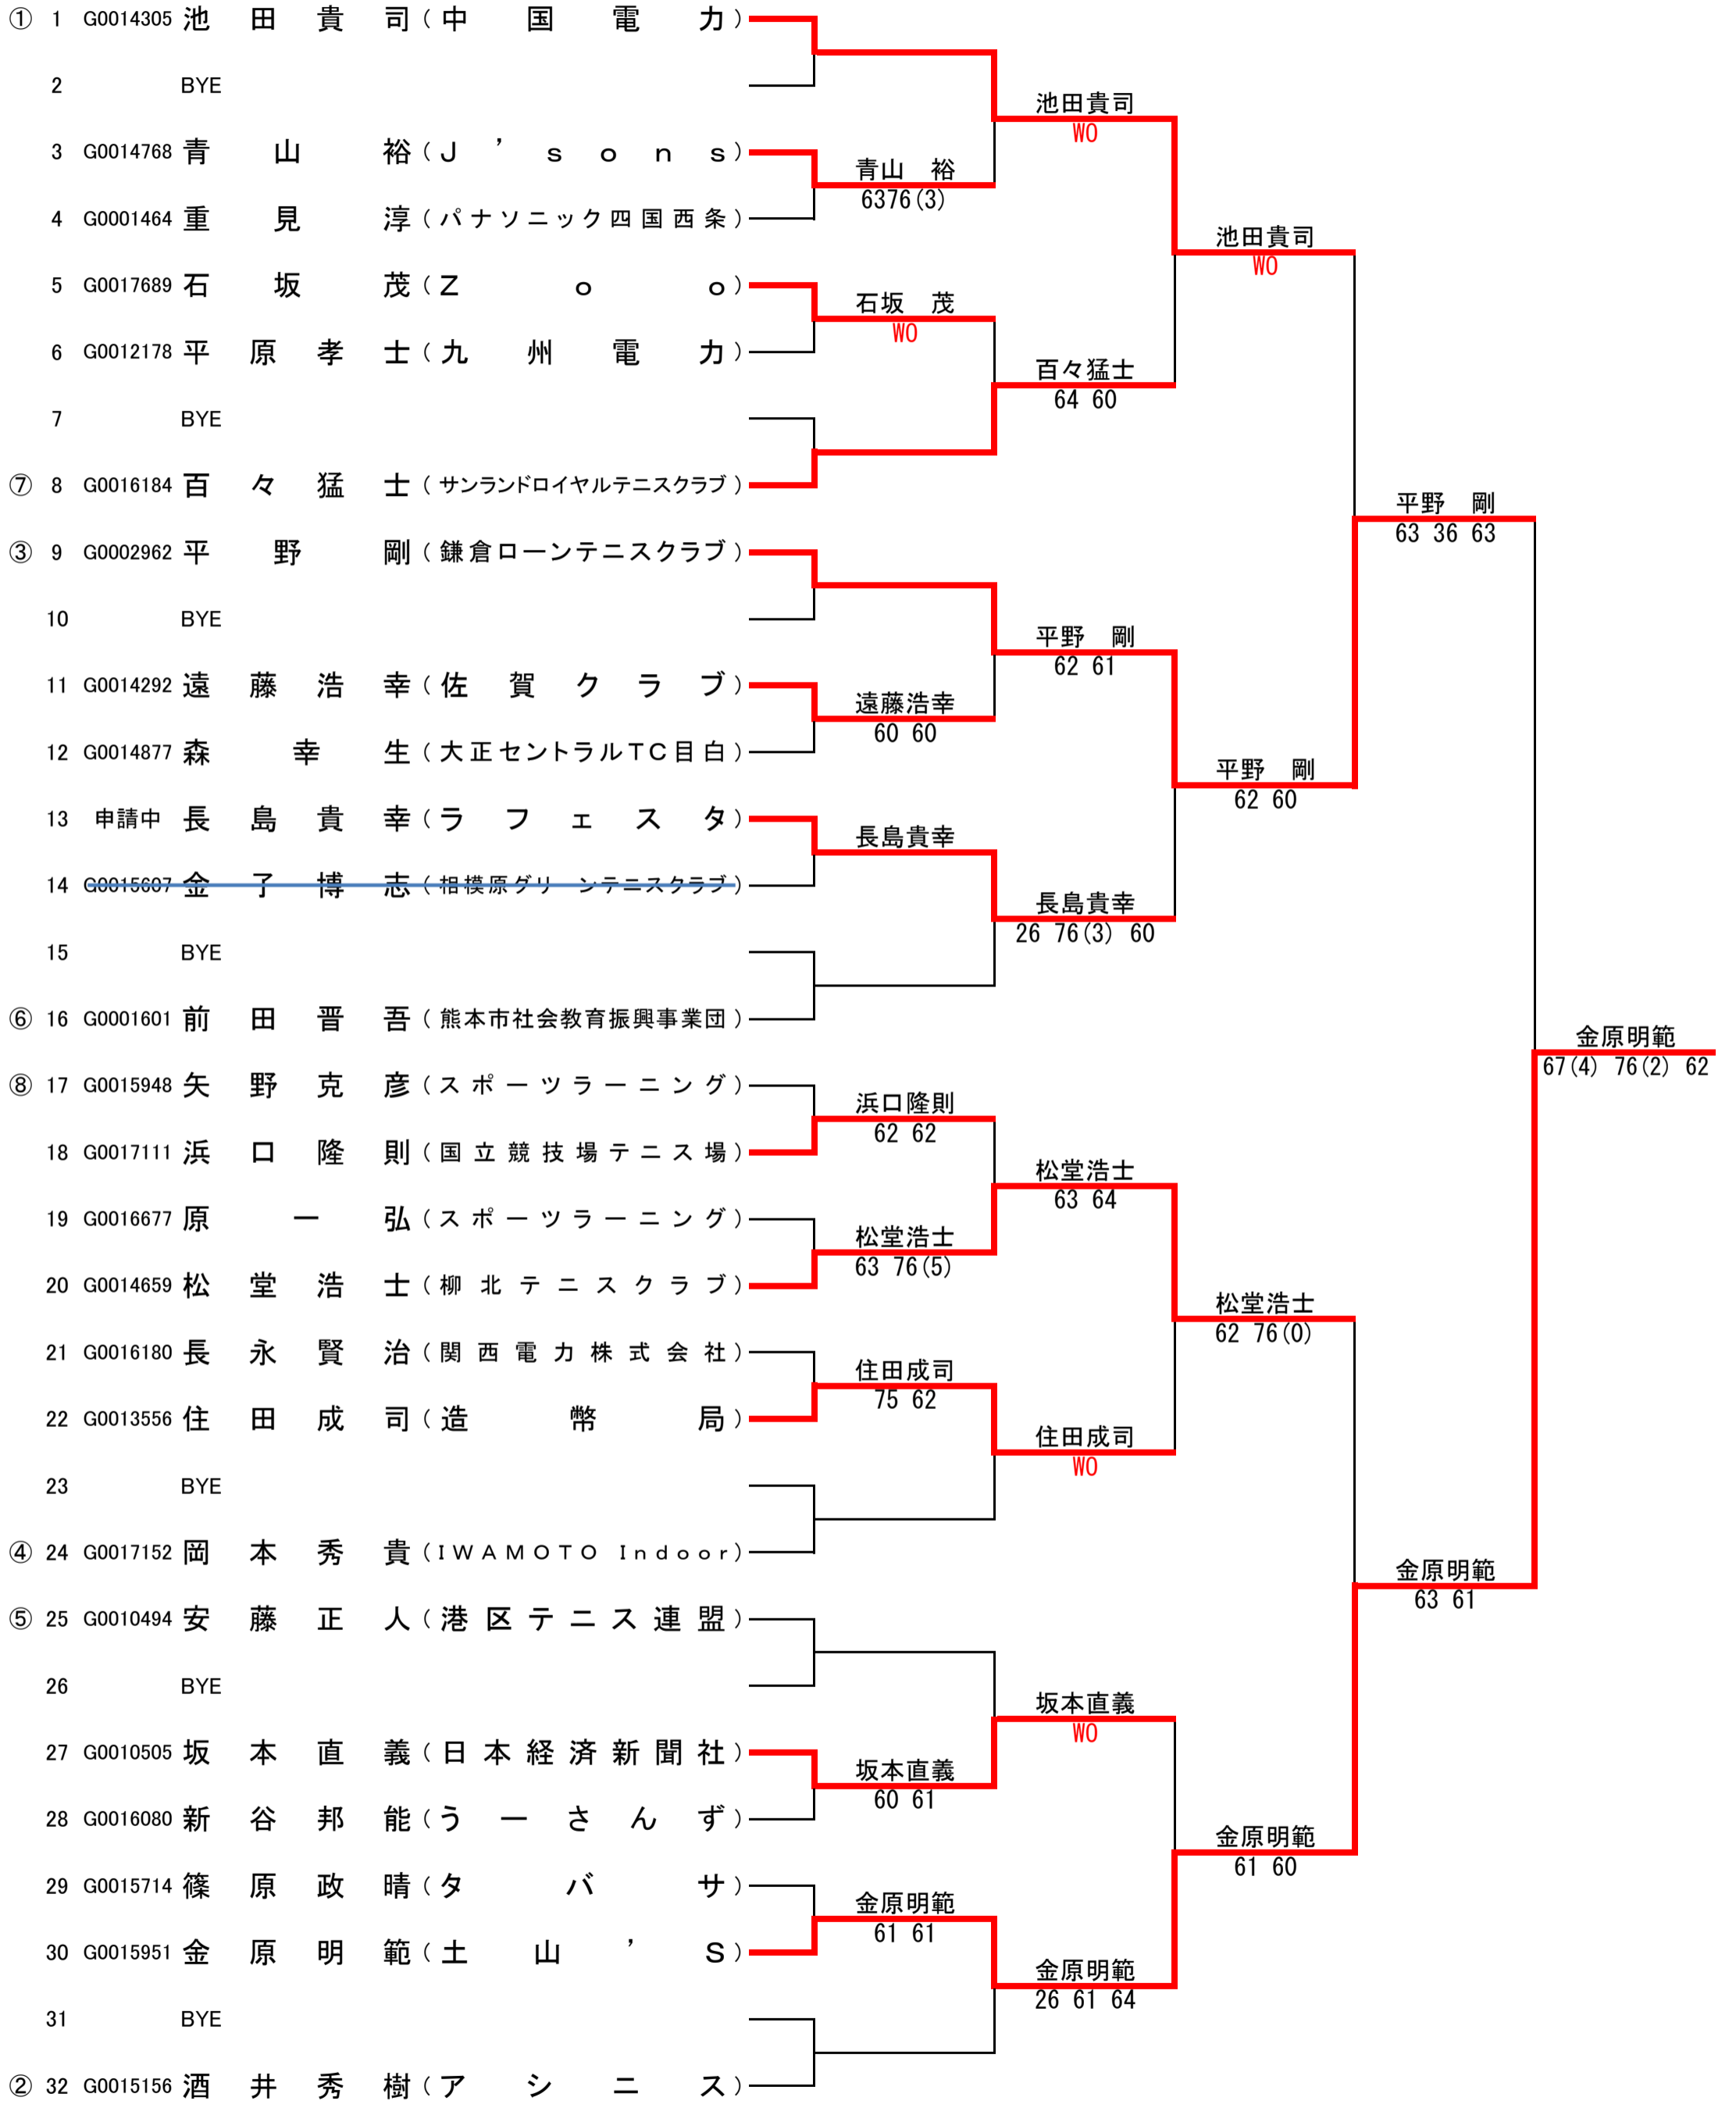 ① 1 G0014305 池田貴司(中国電力)
2 BYE
池田貴司
WO
3 G0014768 青山裕(J'sons)
青山 裕
6376(3)
4 G0001464 重見淳(パナソニック四国西条)
池田貴司
WO
5 G0017689 石坂茂(Zoo)
石坂 茂
WO
6 G0012178 平原孝士(九州電力)
百々猛士
64 60
7 BYE
⑦ 8 G0016184 百々猛士(サンランドロイヤルテニスクラブ)
平野 剛
63 36 63
③ 9 G0002962 平野剛(鎌倉ローンテニスクラブ)
10 BYE
平野 剛
62 61
11 G0014292 遠藤浩幸(佐賀クラブ)
遠藤浩幸
60 60
12 G0014877 森幸生(大正セントラルTC目白)
平野 剛
62 60
13 申請中 長島貴幸(ラフェスタ)
長島貴幸
14 G0015607 金子博志(相模原グリーンテニスクラブ)
長島貴幸
26 76(3) 60
15 BYE
⑥ 16 G0001601 前田晋吾(熊本市社会教育振興事業団)
金原明範
67(4) 76(2) 62
⑧ 17 G0015948 矢野克彦(スポーツラーニング)
浜口隆則
62 62
18 G0017111 浜口隆則(国立競技場テニス場)
松堂浩士
63 64
19 G0016677 原一弘(スポーツラーニング)
松堂浩士
63 76(5)
20 G0014659 松堂浩士(柳北テニスクラブ)
松堂浩士
62 76(0)
21 G0016180 長永賢治(関西電力株式会社)
住田成司
75 62
22 G0013556 住田成司(造幣局)
住田成司
WO
23 BYE
④ 24 G0017152 岡本秀貴(IWAMOTO Indoor)
金原明範
63 61
⑤ 25 G0010494 安藤正人(港区テニス連盟)
26 BYE
坂本直義
WO
27 G0010505 坂本直義(日本経済新聞社)
坂本直義
60 61
28 G0016080 新谷邦能(うーさんず)
金原明範
61 60
29 G0015714 篠原政晴(タバサ)
金原明範
61 61
30 G0015951 金原明範(土山'S)
金原明範
26 61 64
31 BYE
② 32 G0015156 酒井秀樹(アシニス)